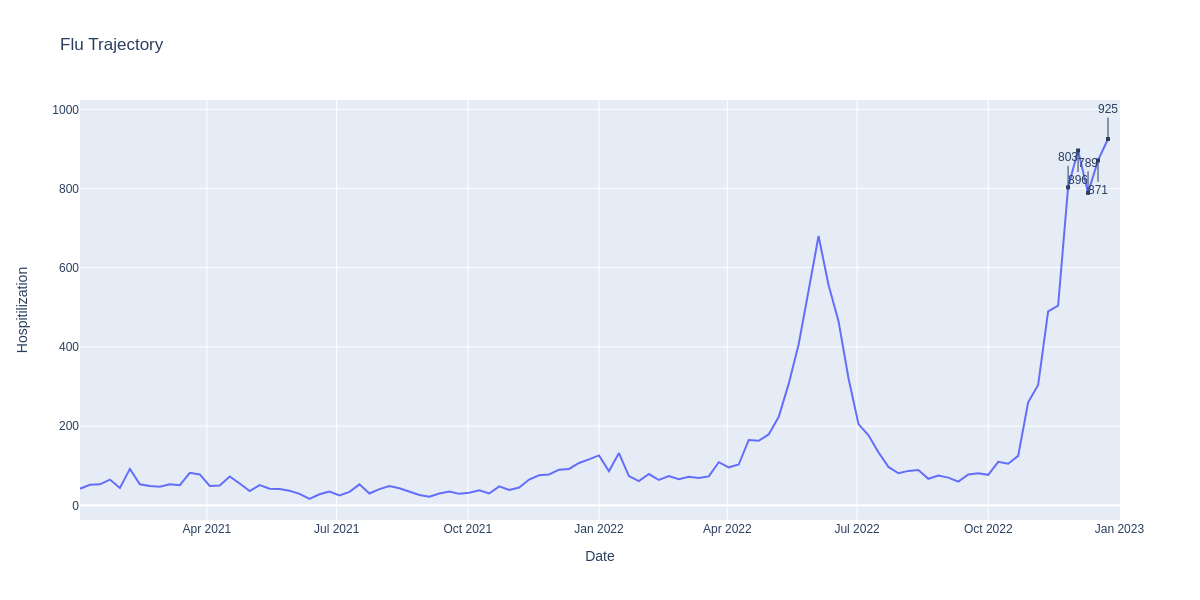 Flu Trajectory
1000
800
600
400
200
0
Hospitilization
925
803
789
896
871
Apr 2021
Jul 2021
Oct 2021
Jan 2022
Apr 2022
Jul 2022
Oct 2022
Jan 2023
Date